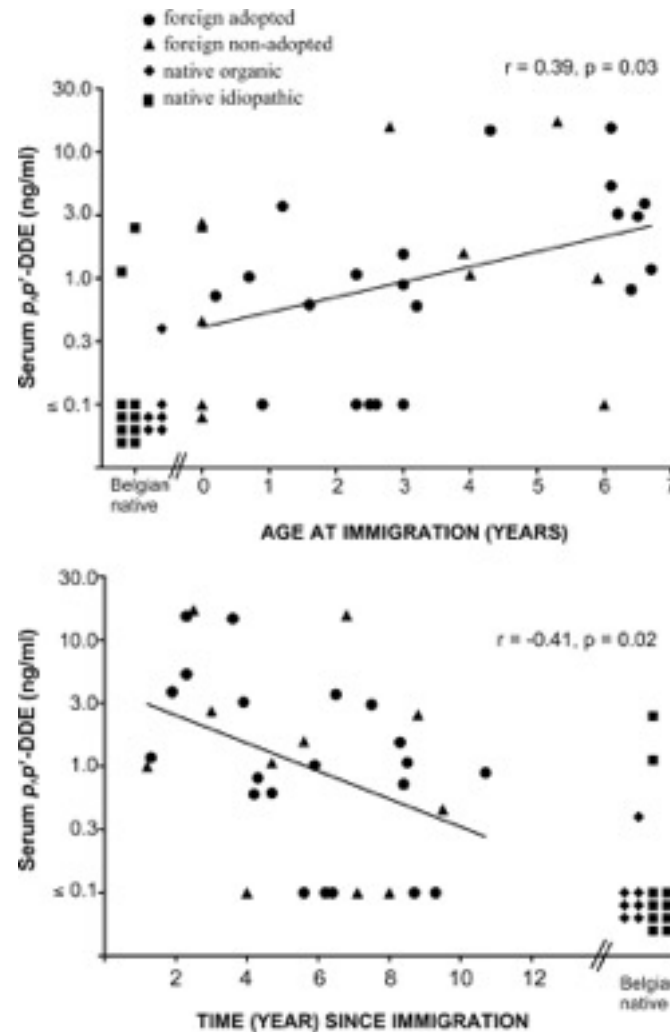 foreign adopted
foreign non-adopted
native organic
native idiopathic
r = 0.39, p = 0.03
30.0
10.0
3.0
1.0
0.3
≤ 0.1
Serum p,p'-DDE (ng/ml)
Belgian
native
0 1 2 3 4 5 6 7
AGE AT IMMIGRATION (YEARS)
30.0
10.0
3.0
1.0
0.3
≤ 0.1
Serum p,p'-DDE (ng/ml)
r = -0.41, p = 0.02
2 4 6 8 10 12
Belgian
native
TIME (YEAR) SINCE IMMIGRATION